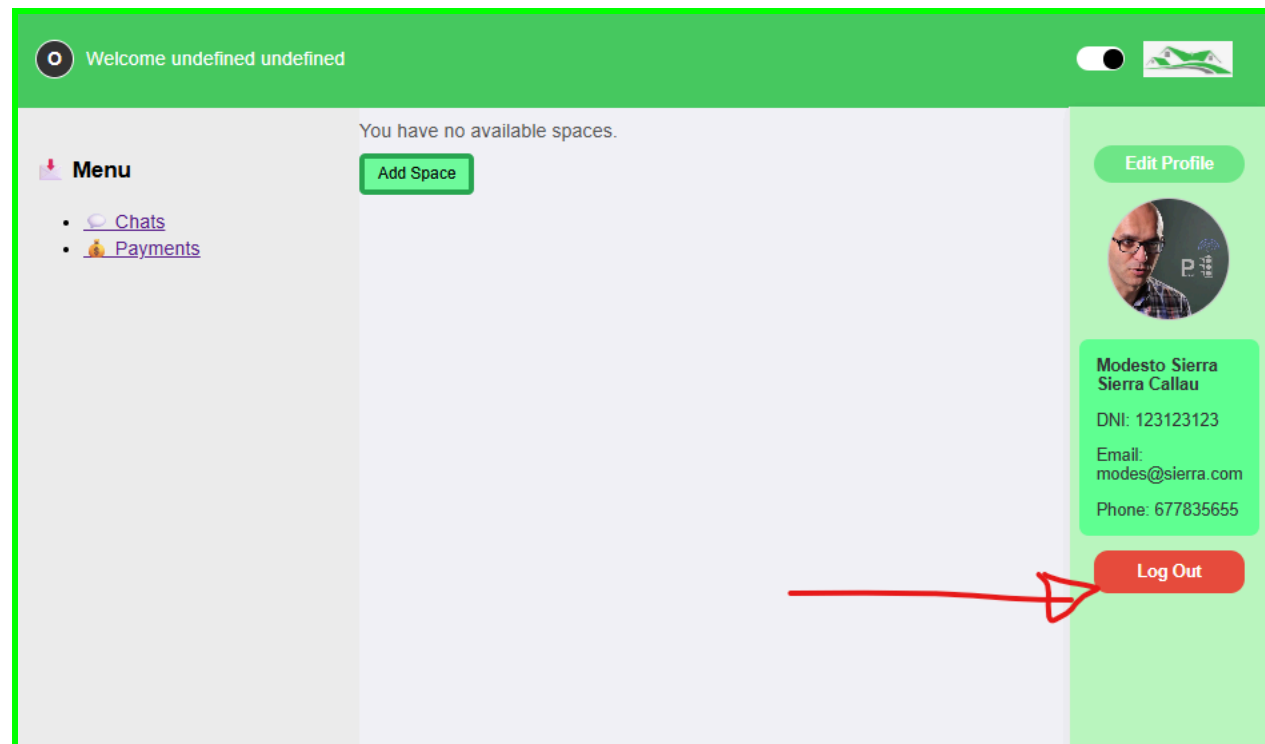 O Welcome undefined undefined
You have no available spaces.
Add Space
📩 Menu
💬 Chats
💰 Payments
Edit Profile
P
Modesto Sierra
Sierra Callau
DNI: 123123123
Email:
modes@sierra.com
Phone: 677835655
Log Out